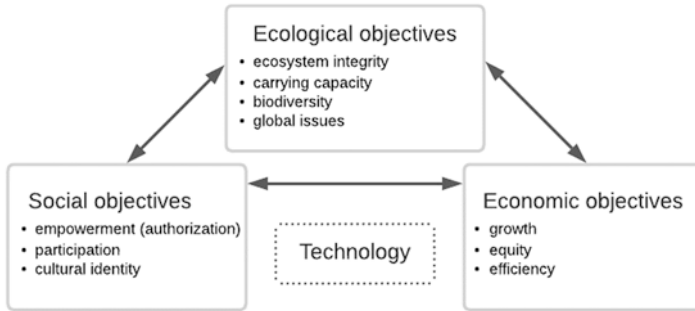 Ecological objectives
• ecosystem integrity
• carrying capacity
• biodiversity
• global issues
Social objectives
• empowerment (authorization)
• participation
• cultural identity
Technology
Economic objectives
• growth
• equity
• efficiency